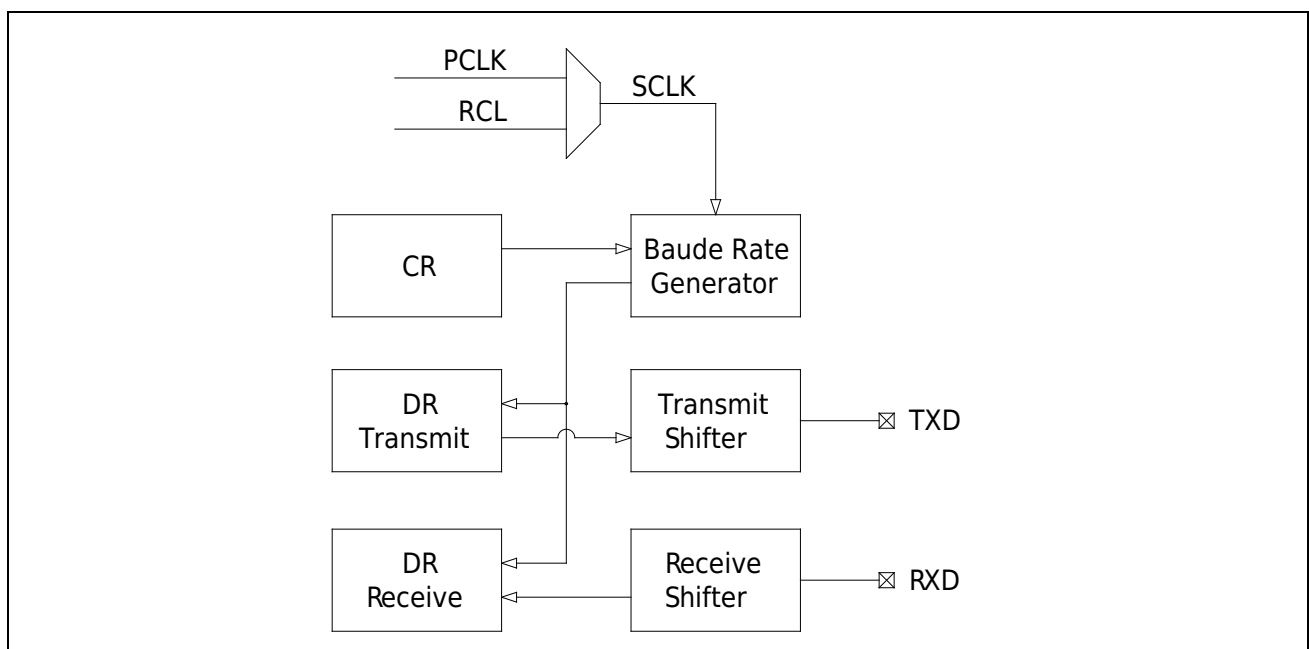 PCLK
RCL
SCLK
CR
Baude Rate
Generator
DR
Transmit
Transmit
Shifter
TXD
DR
Receive
Receive
Shifter
RXD